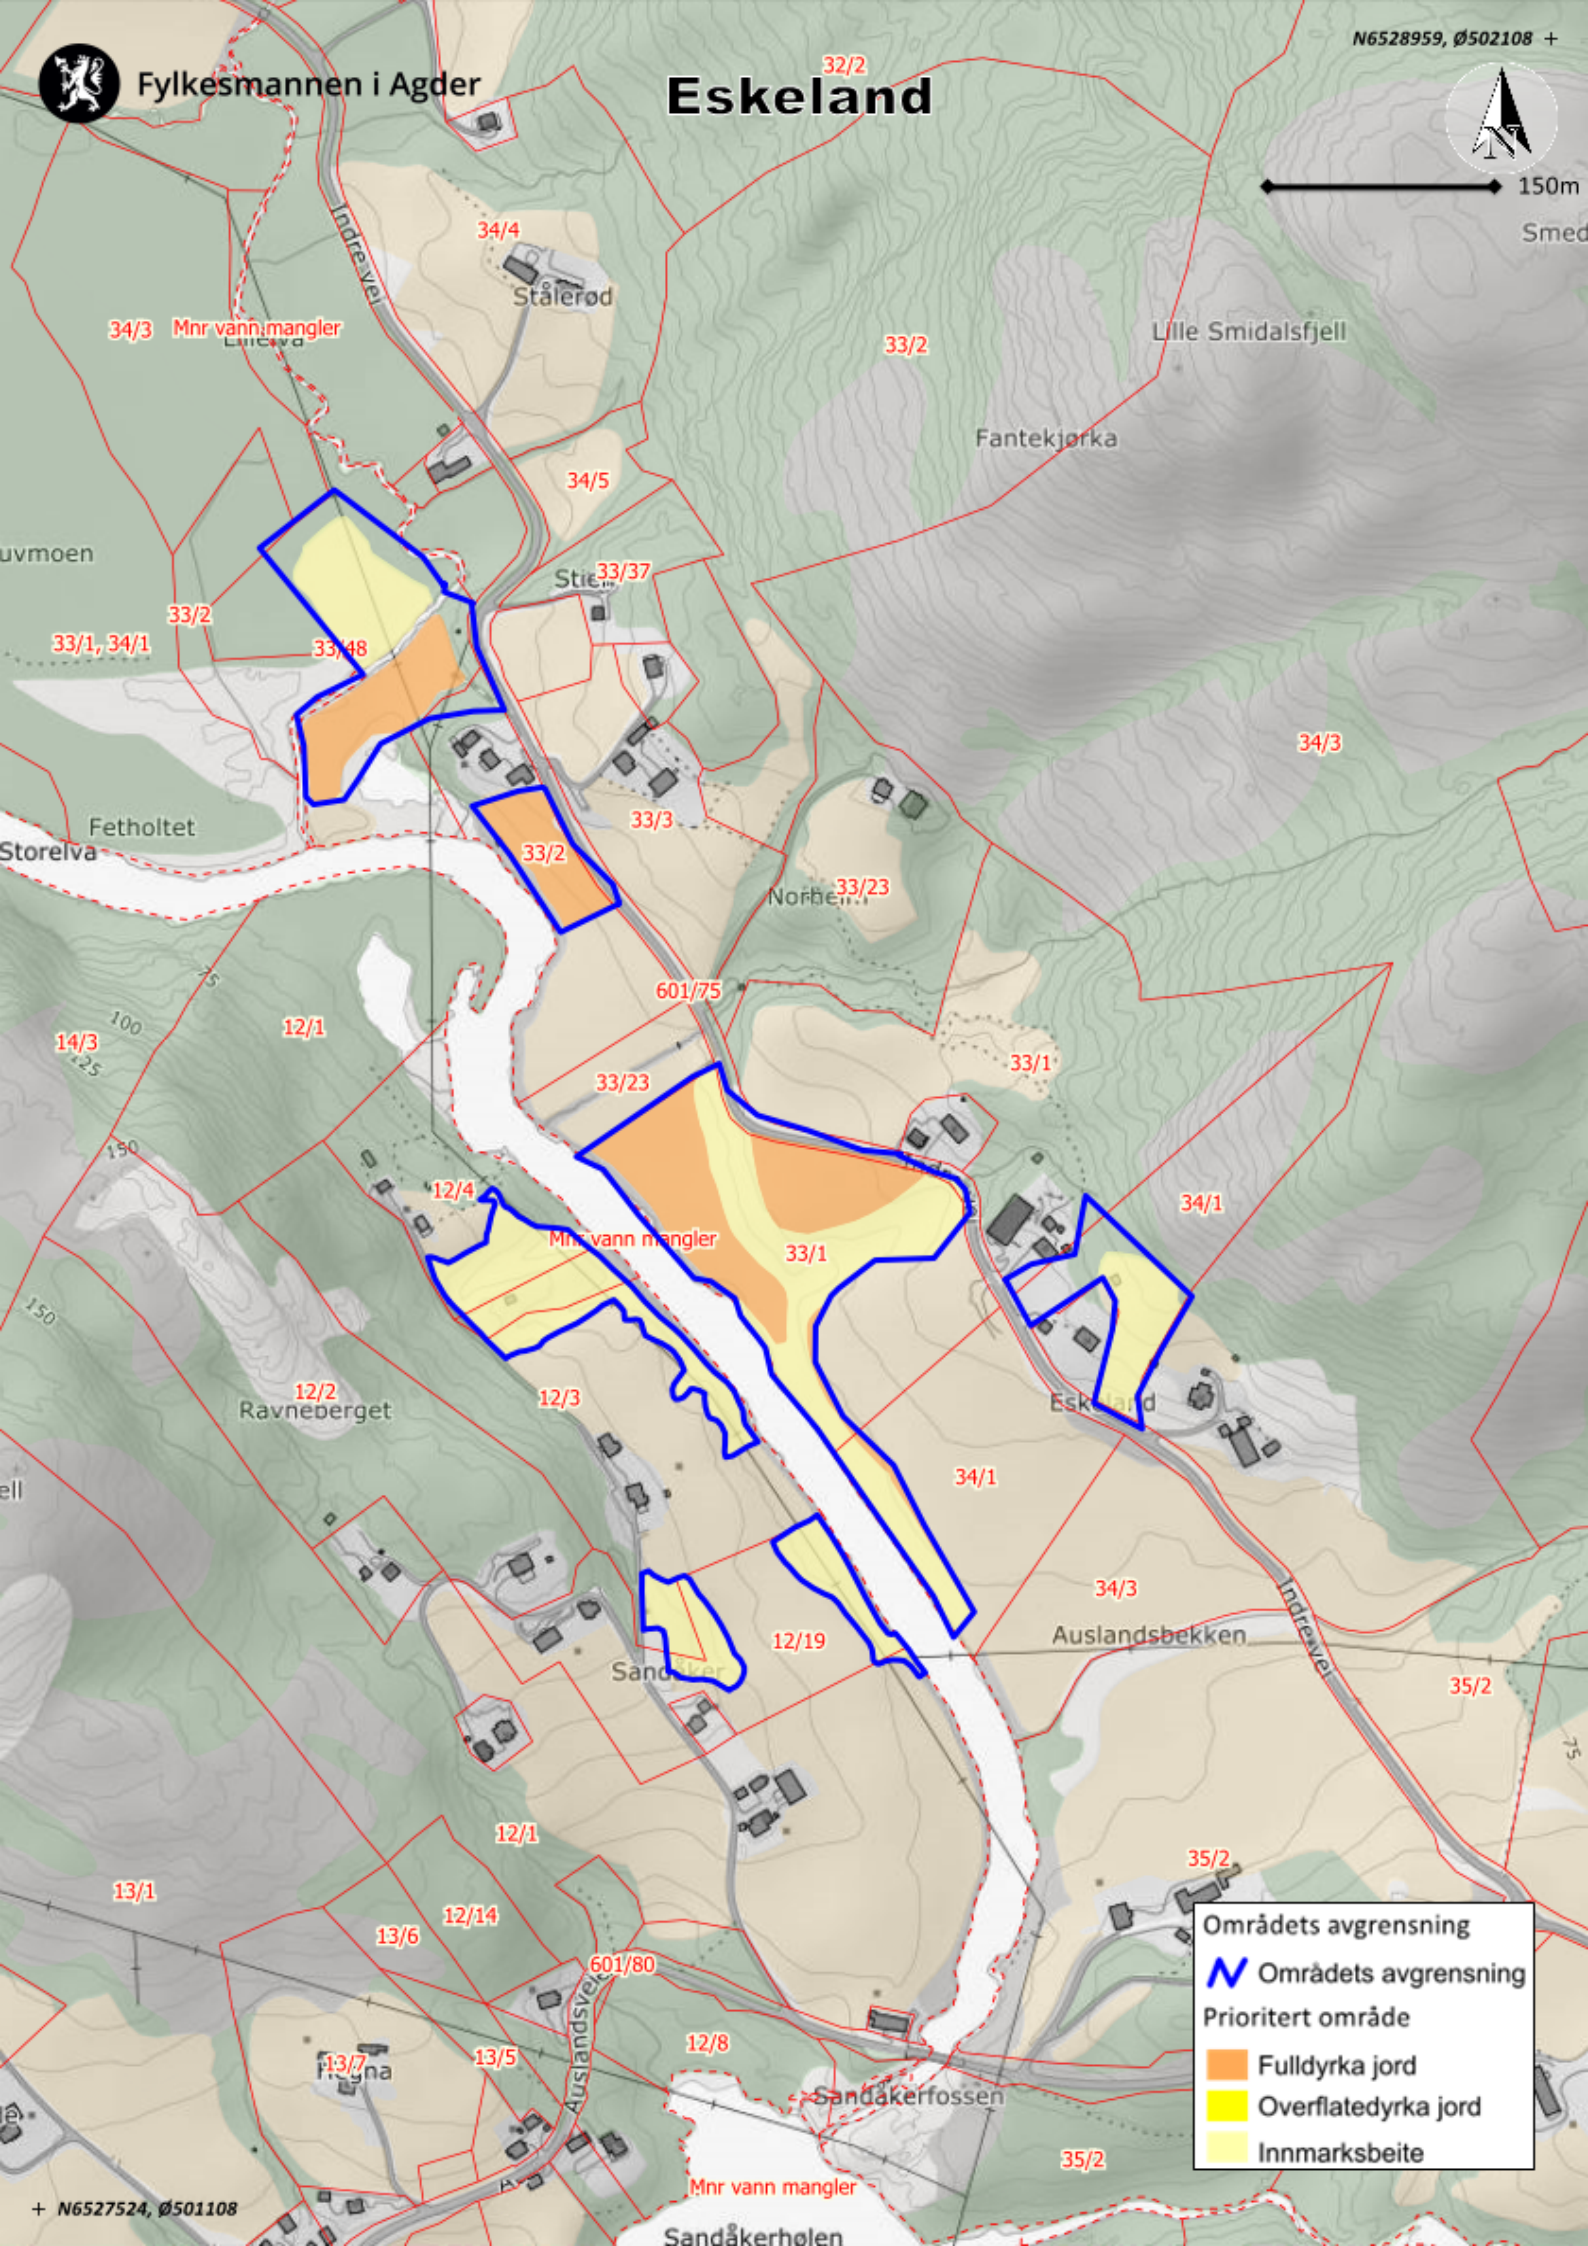 N6528959, Ø502108 +
Fylkesmannen i Agder
Eskeland
32/2
150m
Smed
34/4
Indre vei
Stålerød
34/3
Mnr vann mangler
33/2
Lille Smidalsfjell
Fantekjørka
34/5
uvmoen
33/37
33/2
33/1, 34/1
33/48
34/3
33/3
Fetholtet
Storelva
33/2
33/23
75
601/75
100
12/1
14/3
125
33/1
33/23
150
12/4
34/1
Mnr vann mangler
33/1
150
12/2
Ravneberget
12/3
Eskeland
ell
34/1
34/3
Auslandsbekken
Indre vei
12/19
Sandåker
35/2
75
12/1
35/2
13/1
12/14
13/6
601/80
Auslandsveien
12/8
13/5
13/7
Sandåkerfossen
35/2
Mnr vann mangler
Sandåkerhølen
+ N6527524, Ø501108
Områdets avgrensning
Områdets avgrensning
Prioritert område
Fulldyrka jord
Overflatedyrka jord
Innmarksbeite